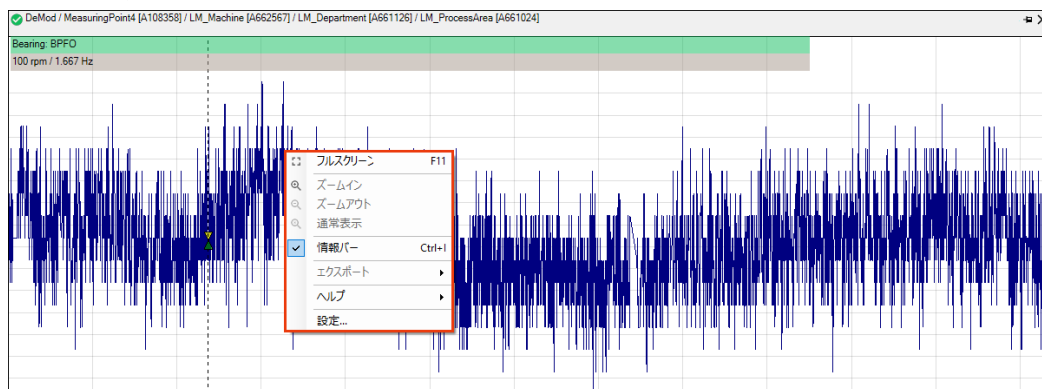 DeMod / MeasuringPoint4 [A108358] / LM_Machine [A662567] / LM_Department [A661126] / LM_ProcessArea [A661024]
Bearing: BPFO
100 rpm / 1.667 Hz
フルスクリーン F11
ズームイン
ズームアウト
通常表示
情報バー Ctrl+I
エクスポート
ヘルプ
設定...